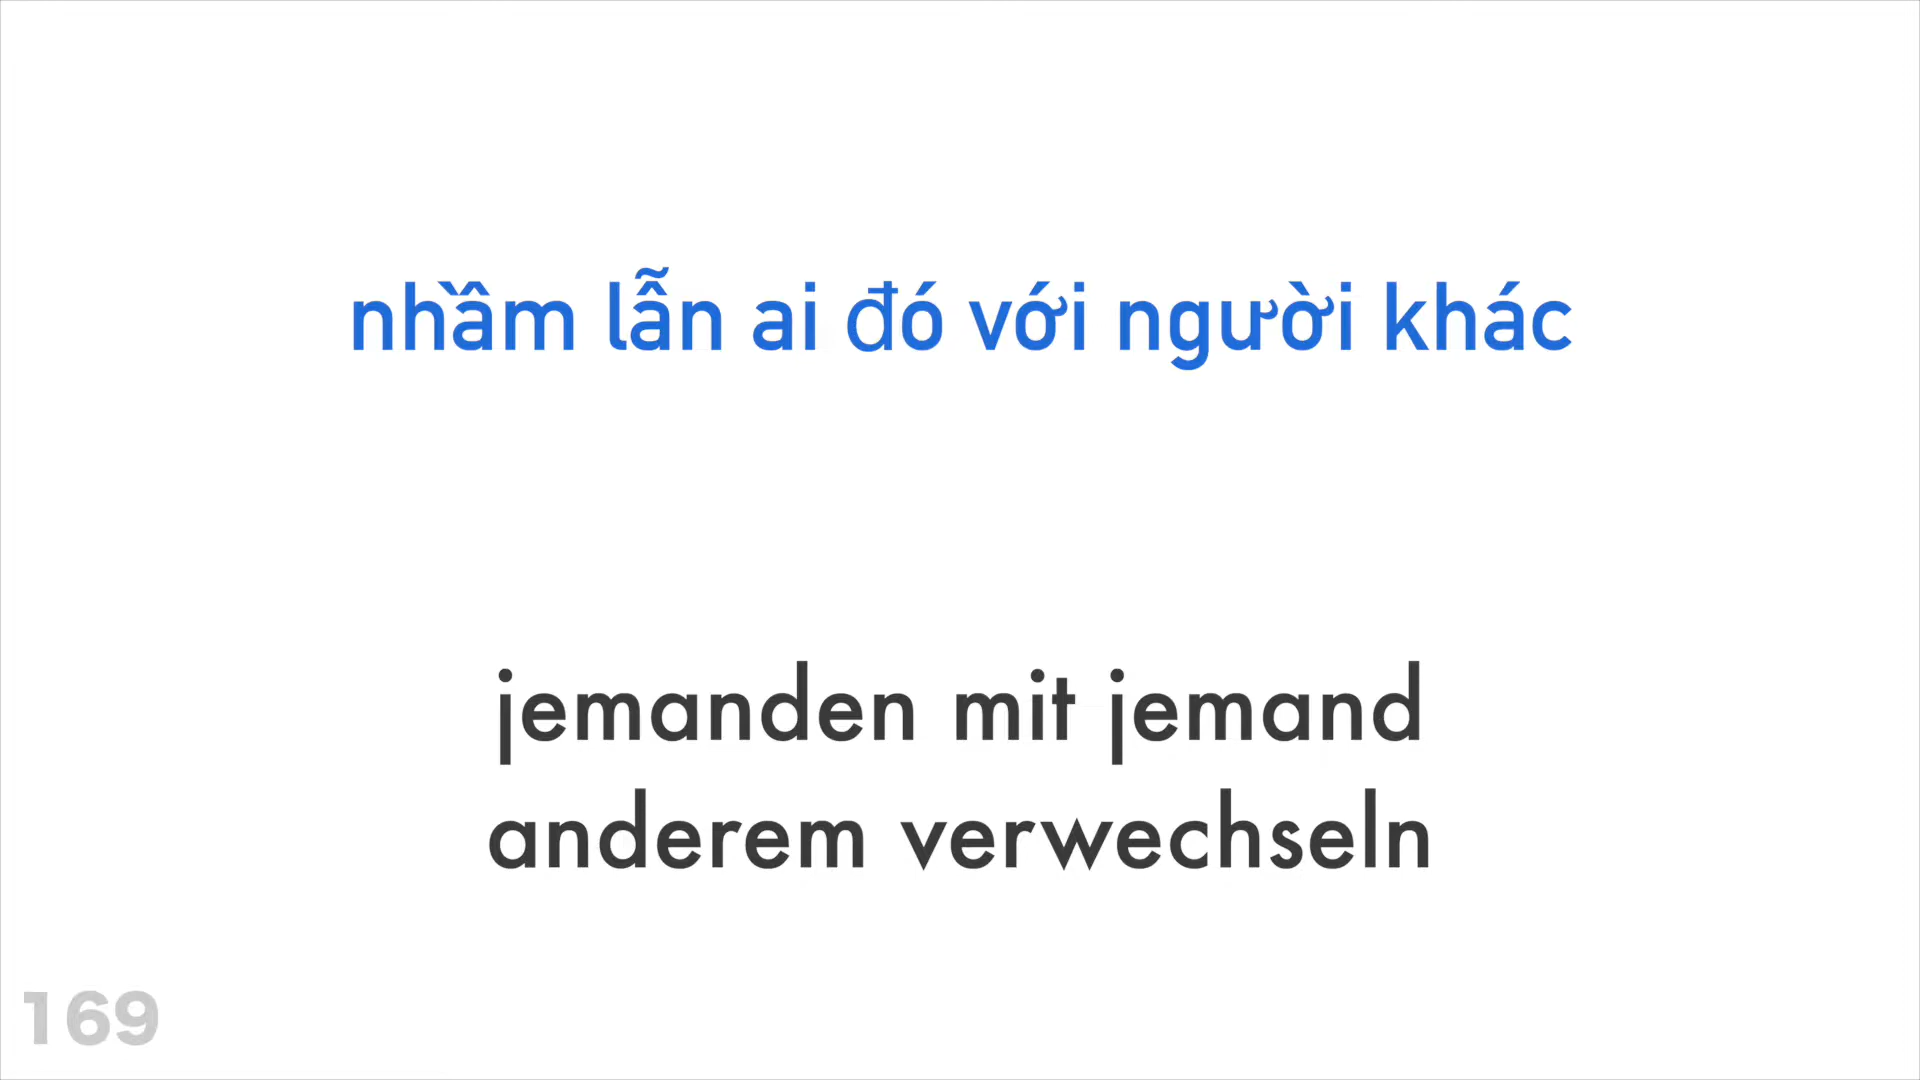 nhầm lẫn ai đó với người khác
jemanden mit jemand
anderem verwechseln
169